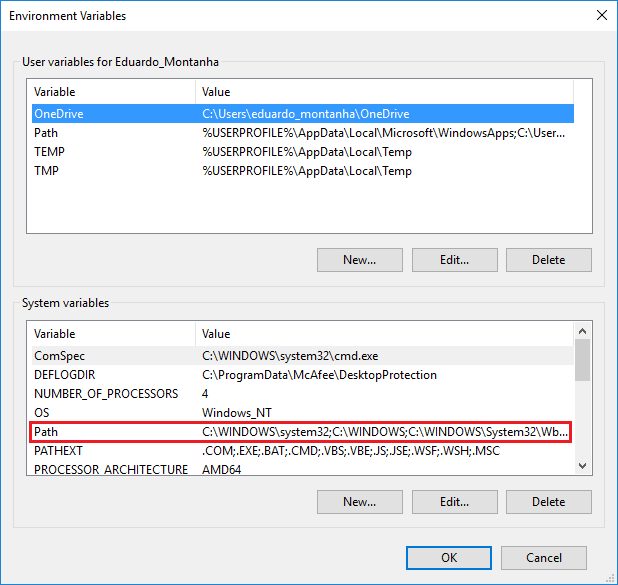 Environment Variables
User variables for Eduardo_Montanha
Variable Value
OneDrive C:\Users\eduardo_montanha\OneDrive
Path %USERPROFILE%\AppData\Local\Microsoft\WindowsApps;C:\User...
TEMP %USERPROFILE%\AppData\Local\Temp
TMP %USERPROFILE%\AppData\Local\Temp
New... Edit... Delete
System variables
Variable Value
ComSpec C:\WINDOWS\system32\cmd.exe
DEFLOGDIR C:\ProgramData\McAfee\DesktopProtection
NUMBER_OF_PROCESSORS 4
OS Windows_NT
Path C:\WINDOWS\system32;C:\WINDOWS;C:\WINDOWS\System32\Wb...
PATHEXT .COM;.EXE;.BAT;.CMD;.VBS;.VBE;.JS;.JSE;.WSF;.WSH;.MSC
PROCESSOR_ARCHITECTURE AMD64
New... Edit... Delete
OK Cancel